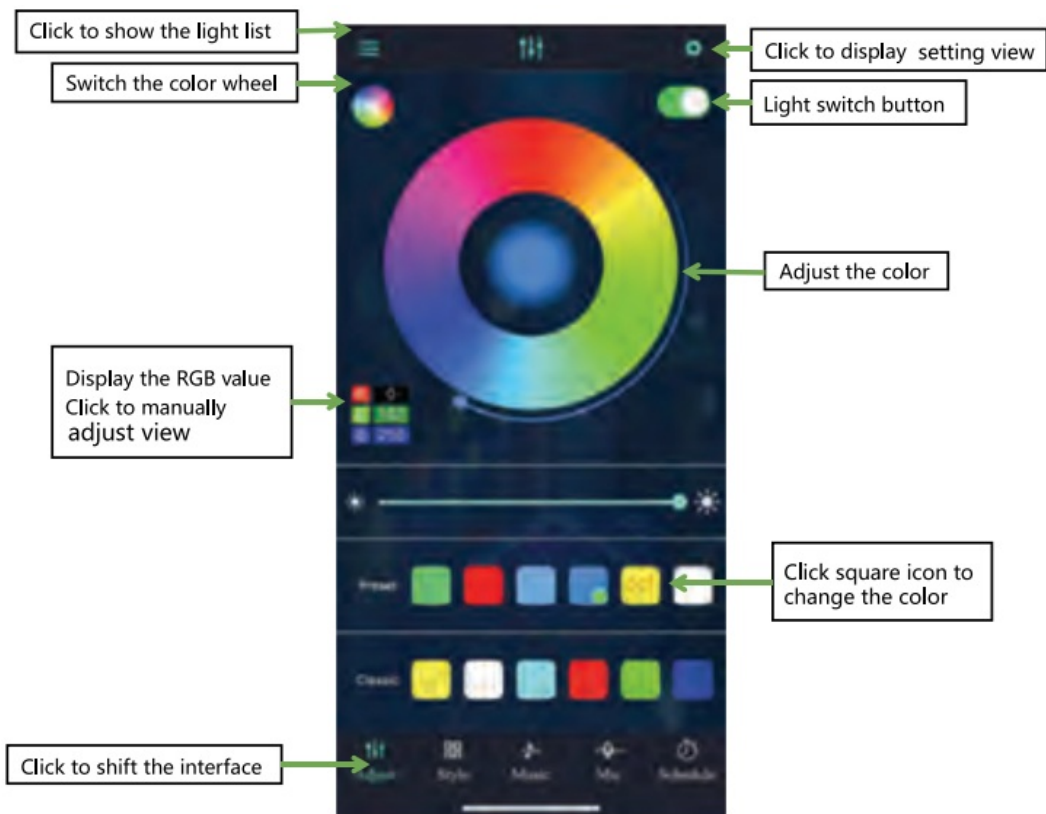 Click to show the light list
Click to display setting view
Switch the color wheel
Light switch button
Adjust the color
Display the RGB value
Click to manually
adjust view
Click square icon to
change the color
Preset
Classic
Click to shift the interface
Adjust
Style
Music
Mic
Schedule